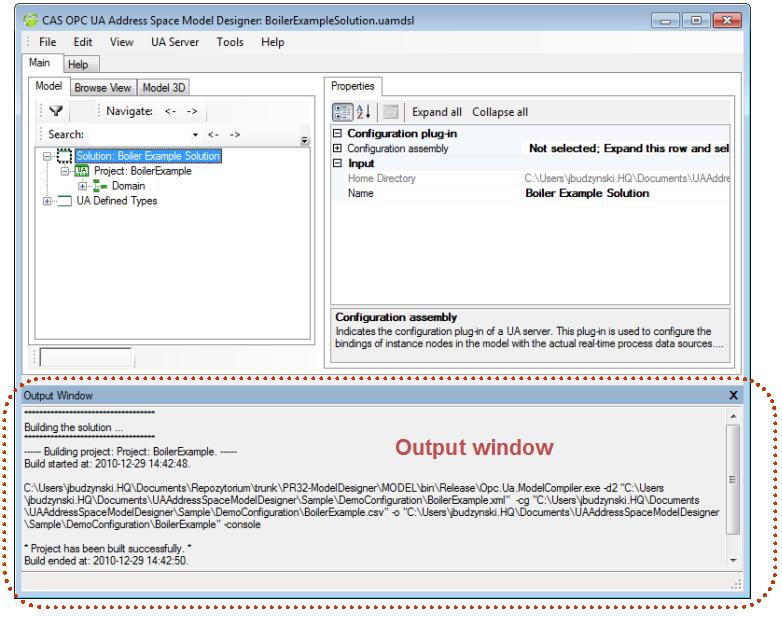 CAS OPC UA Address Space Model Designer: BoilerExampleSolution.uamdsl
File Edit View UA Server Tools Help
Main Help
Model Browse View Model 3D
Navigate: <- ->
Search: <- ->
Solution: Boiler Example Solution
UA Project: BoilerExample
Domain
UA Defined Types
Properties
Expand all Collapse all
Configuration plug-in
Configuration assembly Not selected; Expand this row and sel
Input
Home Directory C:\Users\jbudzynski.HQ\Documents\UAAddre
Name Boiler Example Solution
Configuration assembly
Indicates the configuration plug-in of a UA server. This plug-in is used to configure the
bindings of instance nodes in the model with the actual real-time process data sources....
Output Window X
***********************************
Building the solution ...
***********************************
Output window
------ Building project: Project: BoilerExample. ------
Build started at: 2010-12-29 14:42:48.
C:\Users\jbudzynski.HQ\Documents\Repozytorium\trunk\PR32-ModelDesigner\MODEL\bin\Release\Opc.Ua.ModelCompiler.exe -d2 "C:\Users
\jbudzynski.HQ\Documents\UAAddressSpaceModelDesigner\Sample\DemoConfiguration\BoilerExample.xml" -cg "C:\Users\jbudzynski.HQ\Documents
\UAAddressSpaceModelDesigner\Sample\DemoConfiguration\BoilerExample.csv" -o "C:\Users\jbudzynski.HQ\Documents\UAAddressSpaceModelDesigner
\Sample\DemoConfiguration\BoilerExample" -console
* Project has been built successfully. *
Build ended at: 2010-12-29 14:42:50.